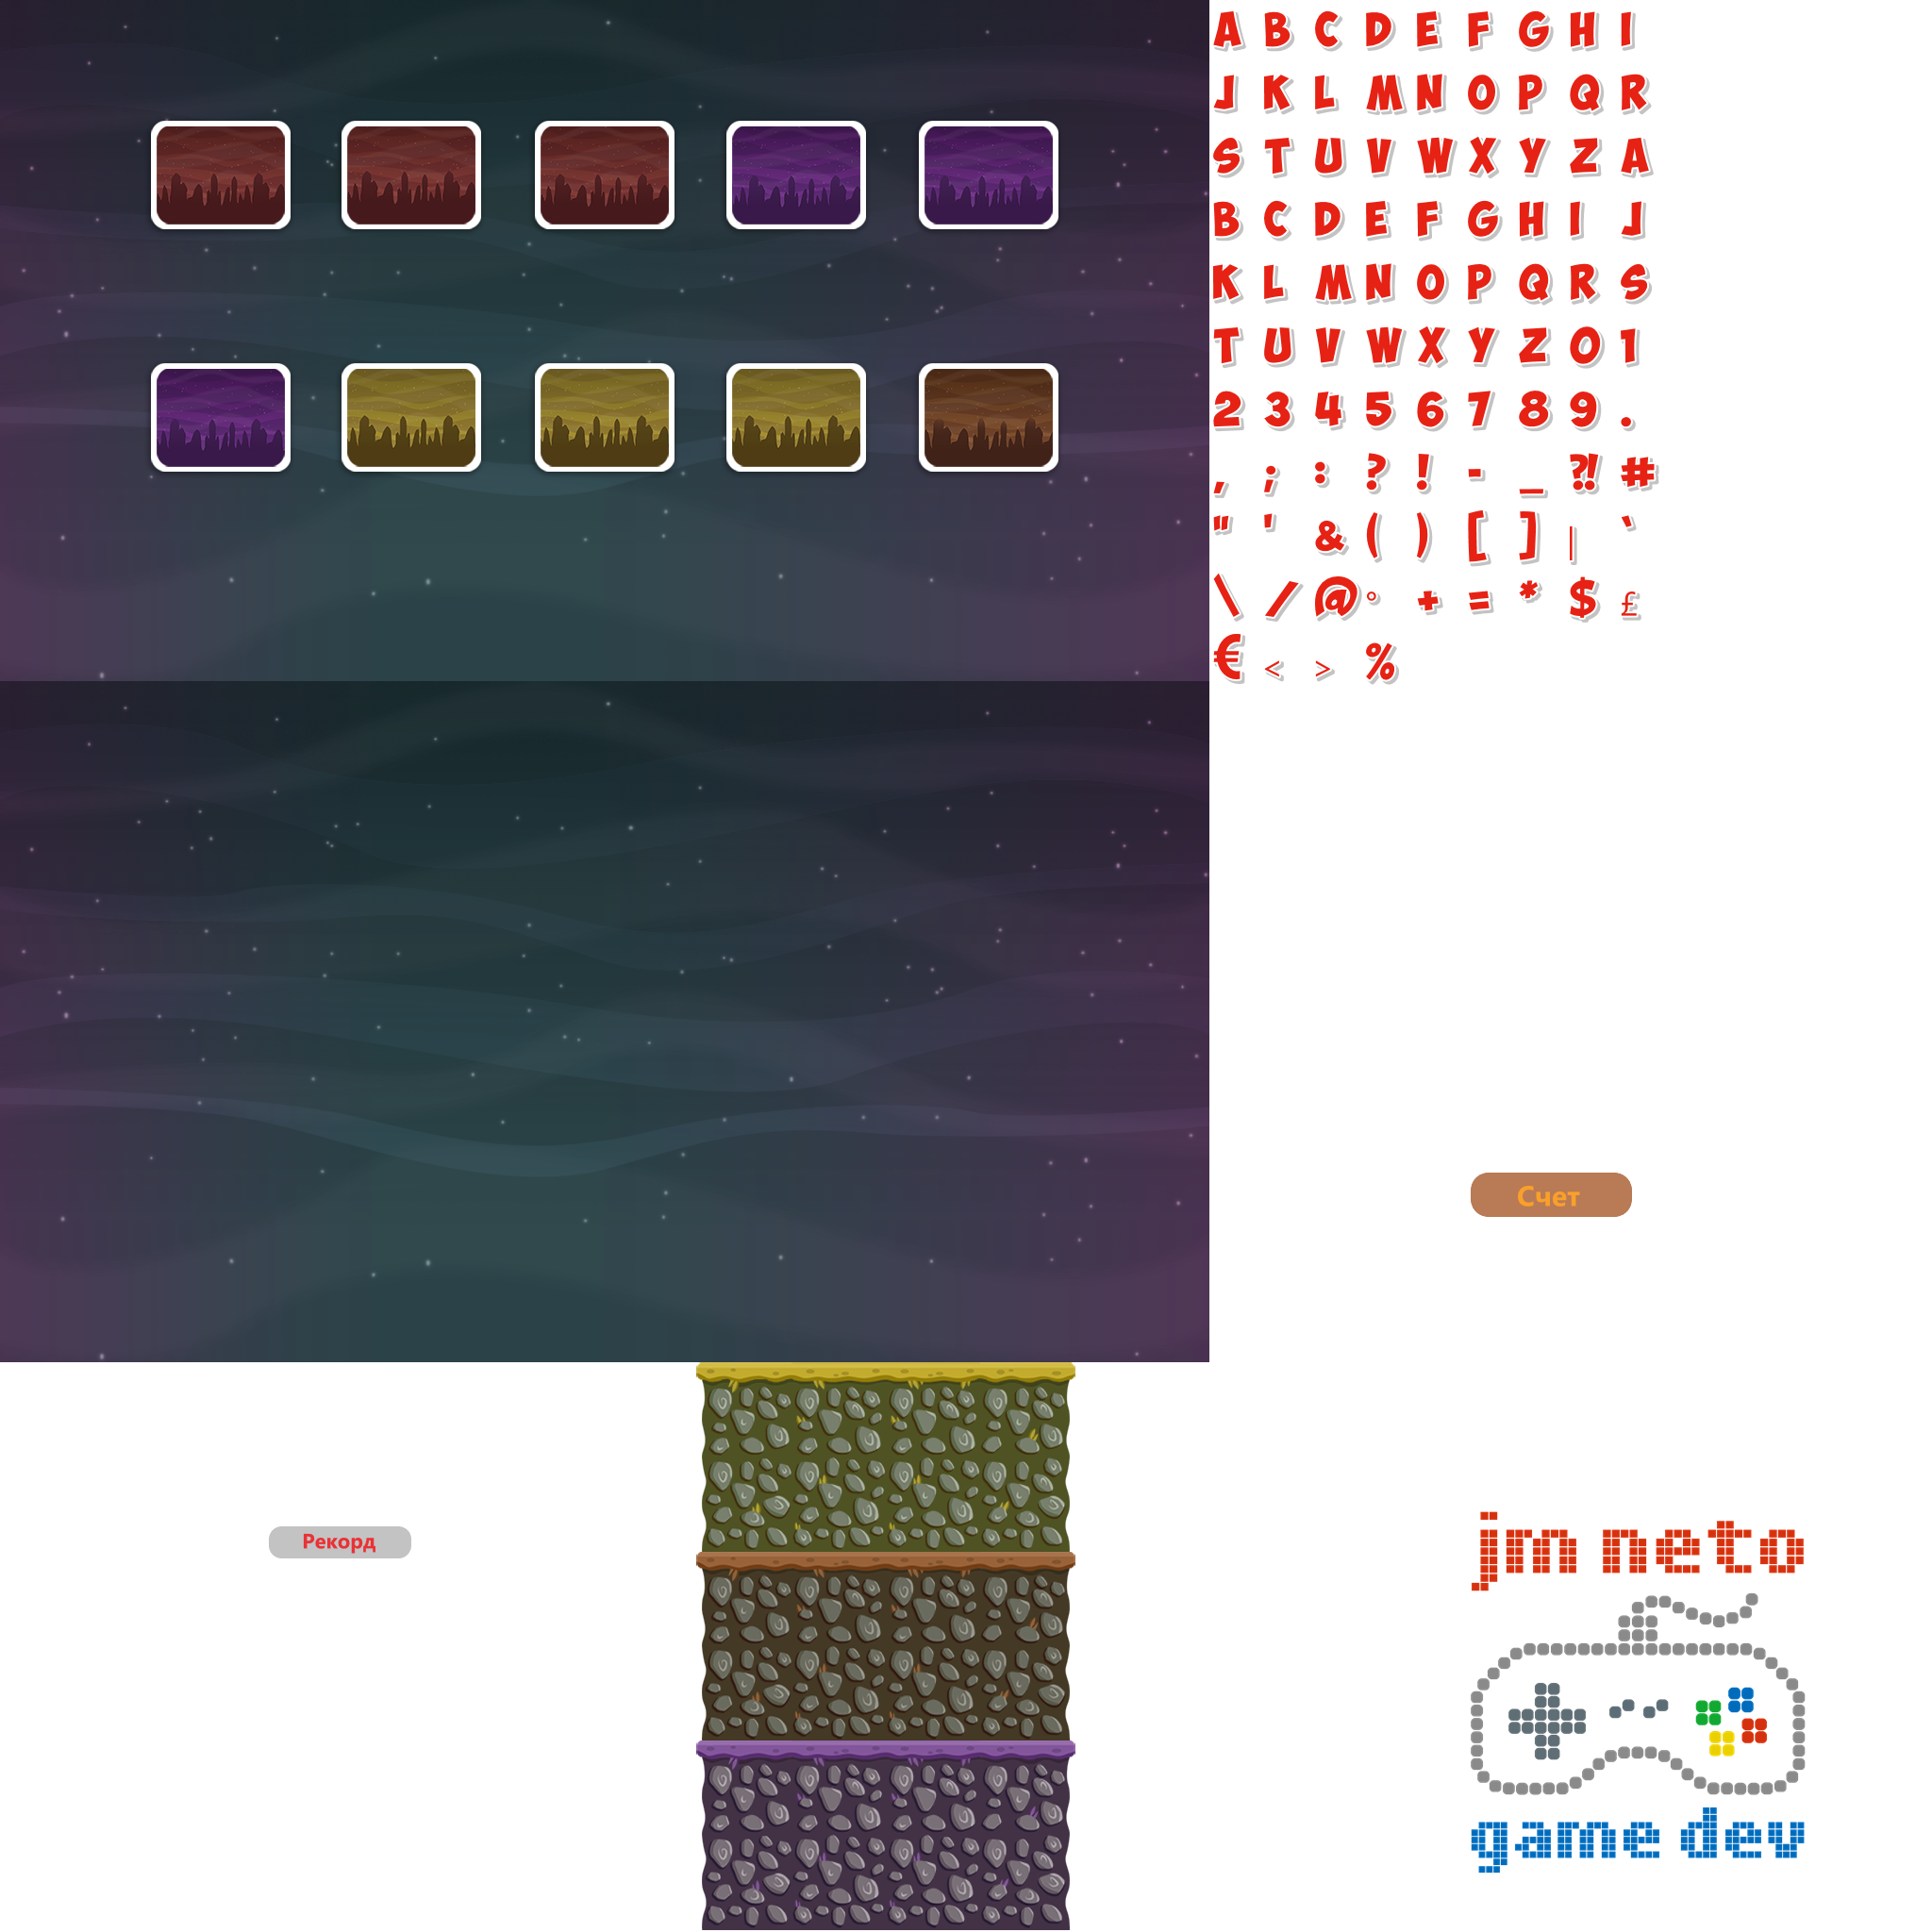 A B C D E F G H I
J K L M N O P Q R
S T U V W X Y Z A
B C D E F G H I J
K L M N O P Q R S
T U V W X Y Z 0 1
2 3 4 5 6 7 8 9 .
, ; : ? ! - _ ⁈ #
" ' & ( ) [ ] | `
\ / @ ° + = * $ £
€ < > %
Счет
Рекорд
jm neto
game dev